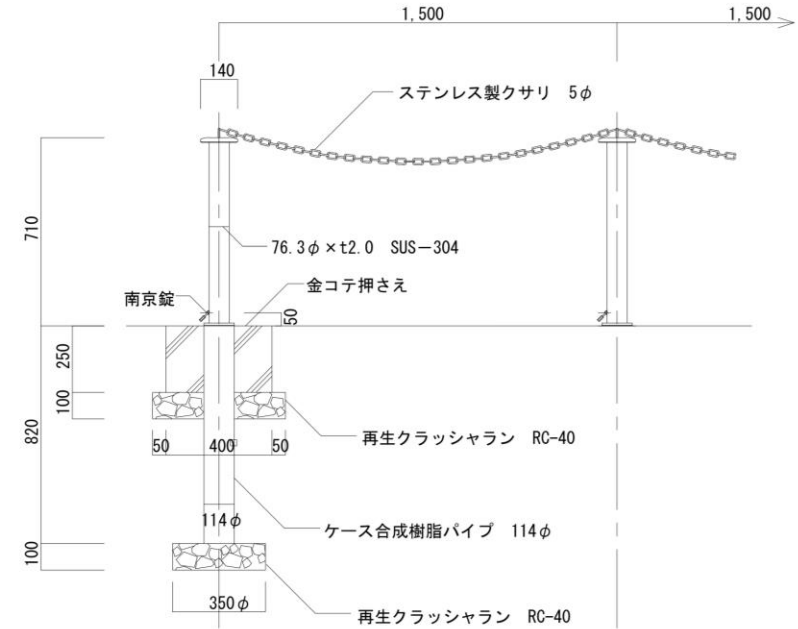 1,500
1,500
140
ステンレス製クサリ 5φ
710
76.3φ×t2.0 SUS-304
金コテ押さえ
南京錠
50
250
100
820
再生クラッシャラン RC-40
50
400
50
114φ
ケース合成樹脂パイプ 114φ
100
350φ
再生クラッシャラン RC-40